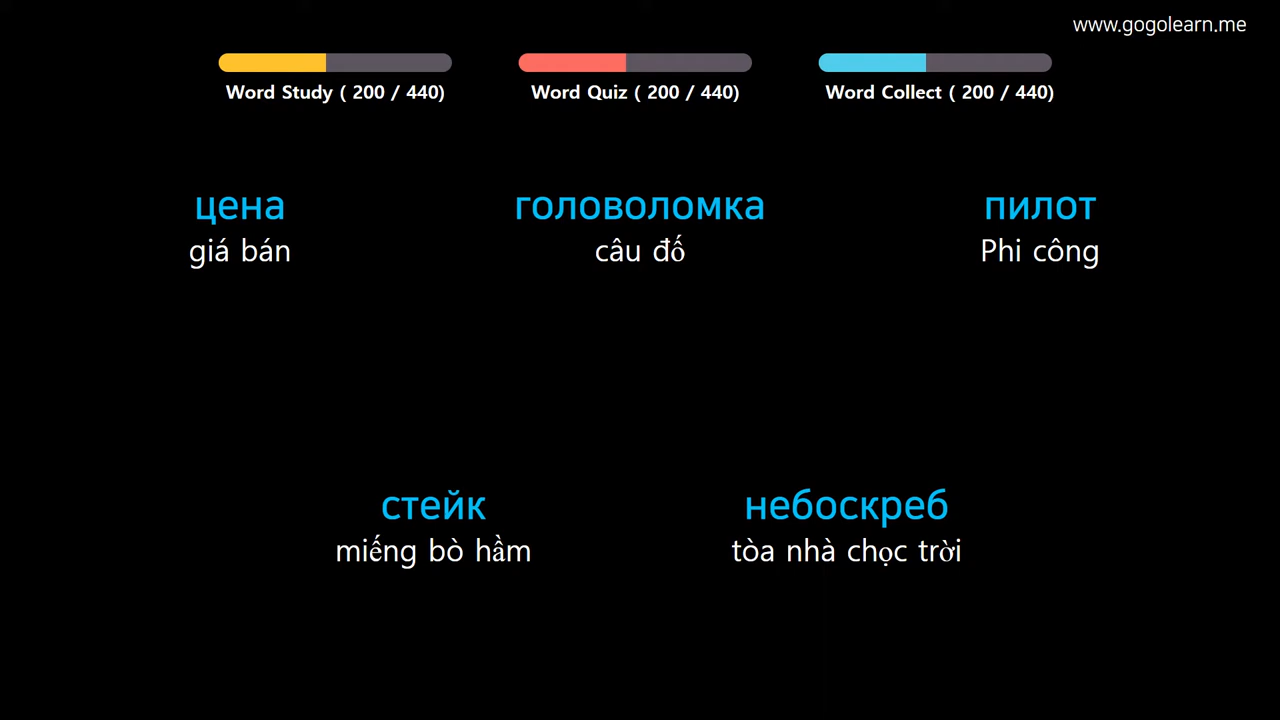 www.gogolearn.me
Word Study ( 200 / 440)
Word Quiz ( 200 / 440)
Word Collect ( 200 / 440)
цена
giá bán
головоломка
câu đố
пилот
Phi công
стейк
miếng bò hầm
небоскреб
tòa nhà chọc trời